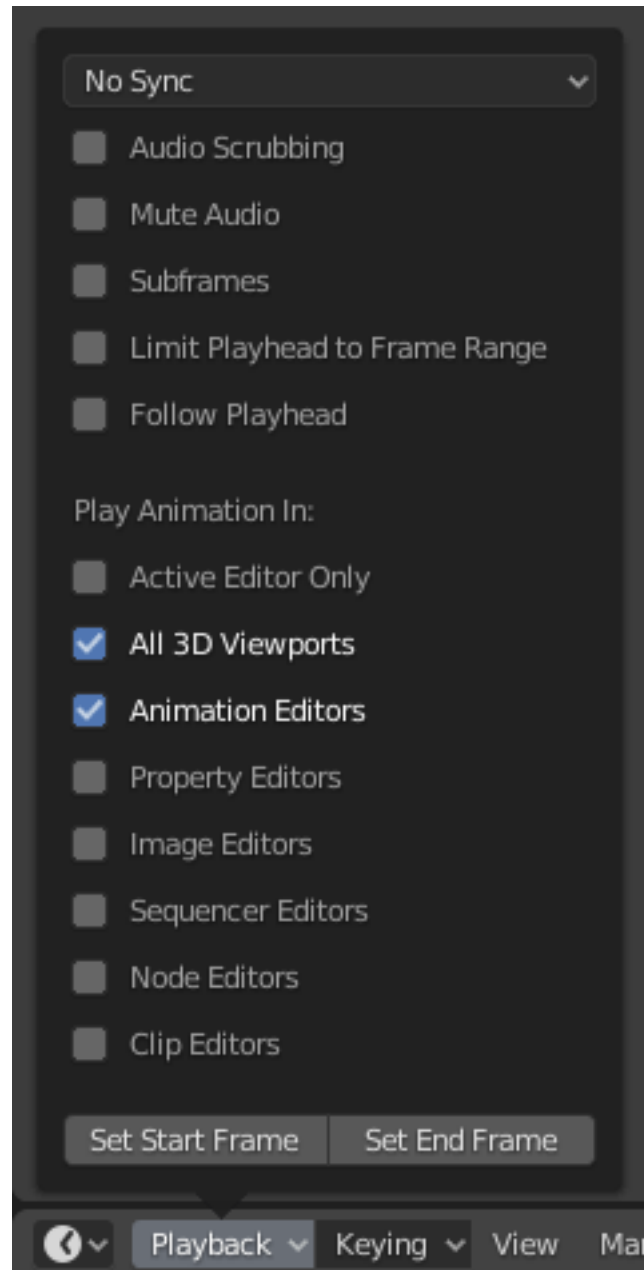 No Sync
Audio Scrubbing
Mute Audio
Subframes
Limit Playhead to Frame Range
Follow Playhead
Play Animation In:
Active Editor Only
All 3D Viewports
Animation Editors
Property Editors
Image Editors
Sequencer Editors
Node Editors
Clip Editors
Set Start Frame Set End Frame
Playback Keying View